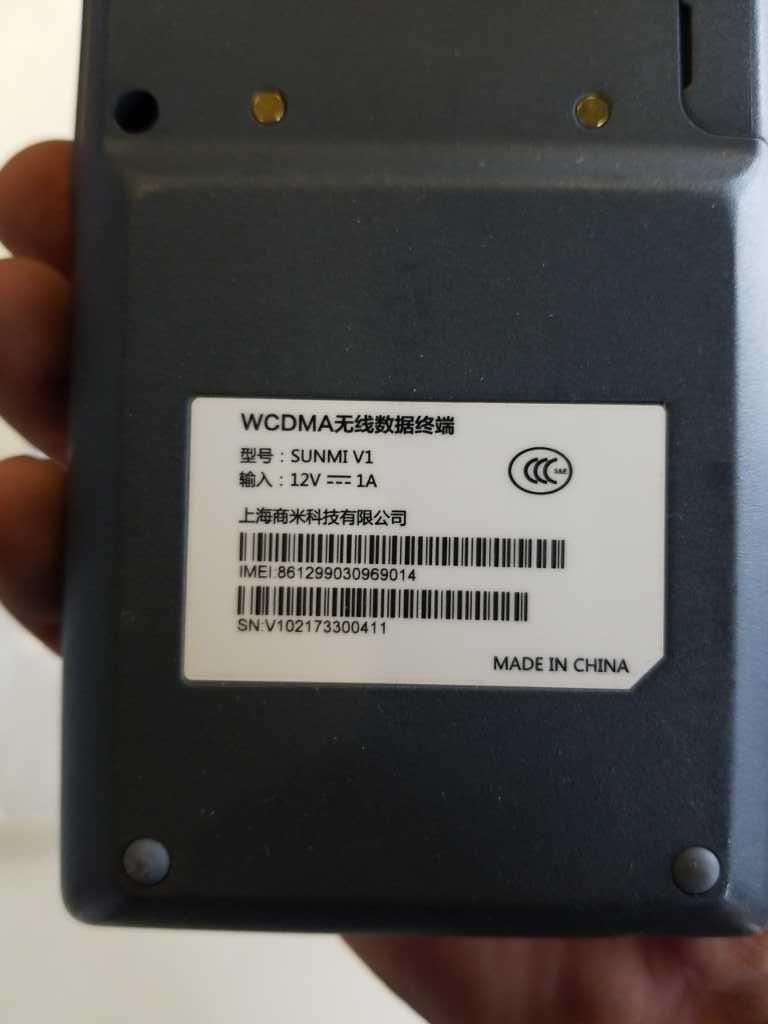 WCDMA无线数据终端
型号：SUNMI V1
输入：12V ⎓ 1A
CCC S&E
上海商米科技有限公司
IMEI:861299030969014
SN:V102173300411
MADE IN CHINA